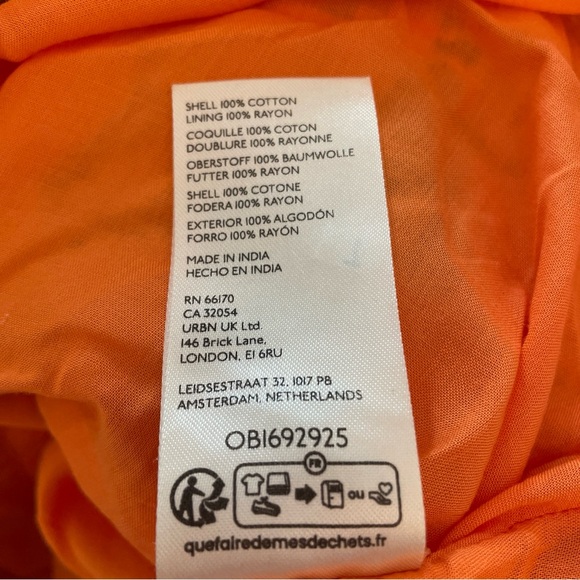 SHELL 100% COTTON
LINING 100% RAYON
COQUILLE 100% COTON
DOUBLURE 100% RAYONNE
OBERSTOFF 100% BAUMWOLLE
FUTTER 100% RAYON
SHELL 100% COTONE
FODERA 100% RAYON
EXTERIOR 100% ALGODÓN
FORRO 100% RAYÓN
MADE IN INDIA
HECHO EN INDIA
RN 66170
CA 32054
URBN UK Ltd.
146 Brick Lane,
LONDON, E1 6RU
LEIDSESTRAAT 32, 1017 PB
AMSTERDAM, NETHERLANDS
OB1692925
FR
ou
quefairedemesdechets.fr